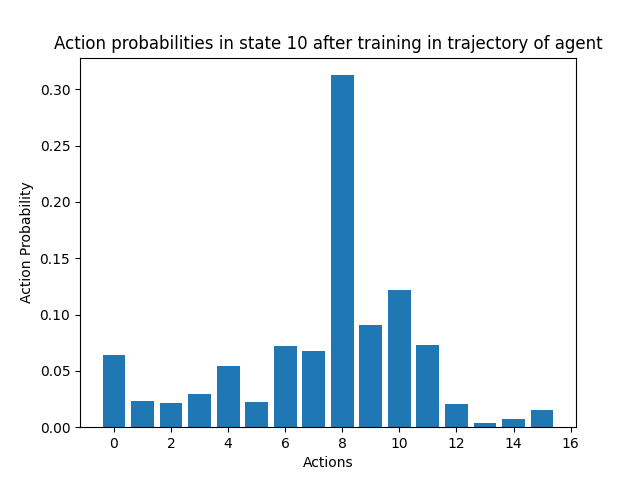 Action probabilities in state 10 after training in trajectory of agent
0.30
0.25
0.20
0.15
0.10
0.05
0.00
Action Probability
0 2 4 6 8 10 12 14 16
Actions